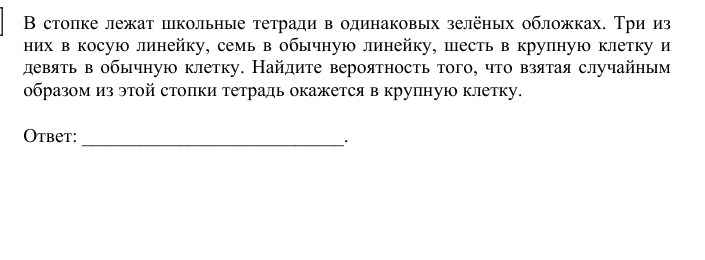 В стопке лежат школьные тетради в одинаковых зелёных обложках. Три из
них в косую линейку, семь в обычную линейку, шесть в крупную клетку и
девять в обычную клетку. Найдите вероятность того, что взятая случайным
образом из этой стопки тетрадь окажется в крупную клетку.
Ответ: ___________________________.